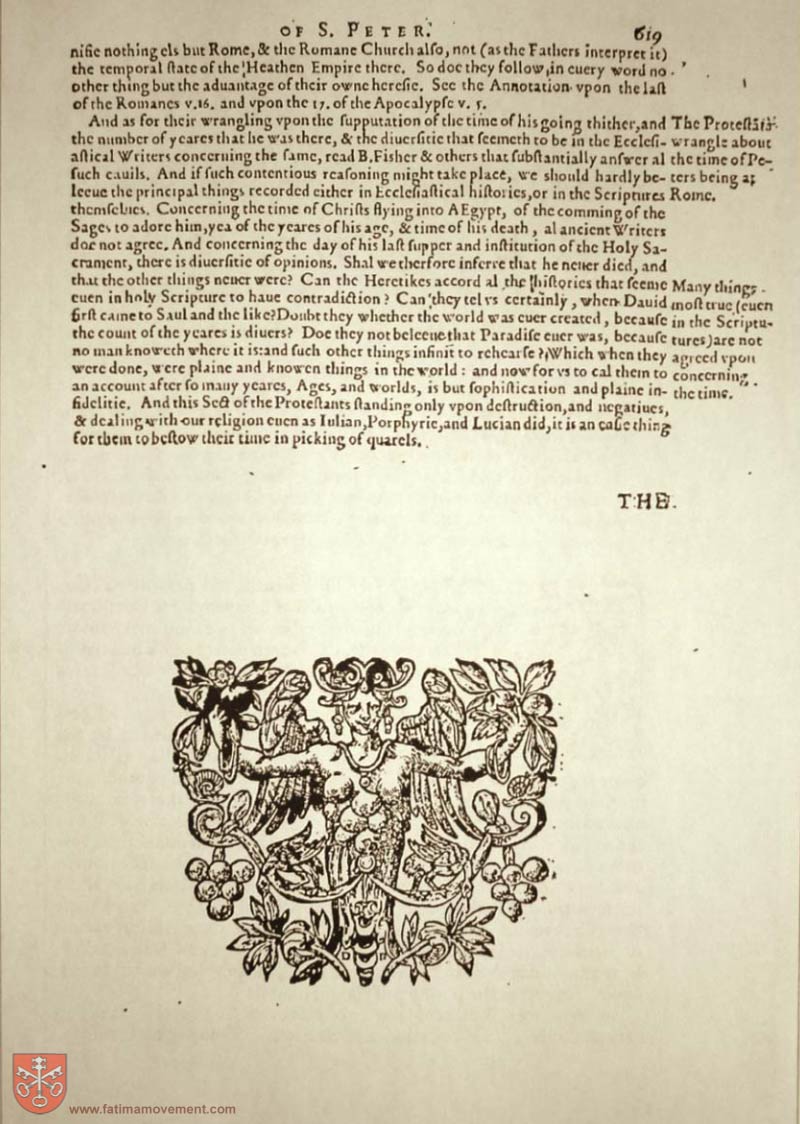 OF S. PETER.
619
nifie nothing els but Rome, & the Romane Church alſo, not (as the Fathers interpret it)
the temporal ſtate of the Heathen Empire there. So doe they follow, in euery word no
other thing but the aduantage of their owne hereſie. See the Annotation vpon the laſt
of the Romanes v.16. and vpon the 17. of the Apocalypſe v. 5.
And as for their wrangling vpon the ſupputation of the time of his going thither, and
the number of yeares that he was there, & the diuerſitie that ſeemeth to be in the Eccleſi-
aſtical Writers concerning the ſame, read B. Fisher & others that ſubſtantially anſwer al
ſuch cauils. And if ſuch contentious reaſoning might take place, we ſhould hardly be-
leeue the principal things recorded either in Eccleſiaſtical hiſtories, or in the Scriptures
themſelues. Concerning the time of Chriſts flying into AEgypt, of the comming of the
Sages to adore him, yea of the yeares of his age, & time of his death, al ancient Writers
doe not agree. And concerning the day of his laſt ſupper and inſtitution of the Holy Sa-
crament, there is diuerſitie of opinions. Shal we therfore inferre that he neuer died, and
that the other things neuer were? Can the Heretikes accord al the hiſtories that ſeeme
euen in holy Scripture to haue contradiction? Can they tel vs certainly, when Dauid
firſt came to Saul and the like? Doubt they whether the world was euer created, becauſe
the count of the yeares is diuers? Doe they not beleeue that Paradiſe euer was, becauſe
no man knoweth where it is: and ſuch other things infinit to rehearſe? Which when they
were done, were plaine and knowen things in the world: and now for vs to cal them to
an account after ſo many yeares, Ages, and worlds, is but ſophiſtication and plaine in-
fidelitie. And this Sect of the Proteſtants ſtanding only vpon deſtruction, and negatiues,
& dealing with our religion euen as Iulian, Porphyrie, and Lucian did, it is an eaſie thing
for them to beſtow their time in picking of quarels.
The Proteſtãts
wrangle about
the time of Pe-
ters being at
Rome.
Many things
moſt true (euen
in the Scriptu-
tures) are not
agreed vpon
concerning
the time.
THE
www.fatimamovement.com